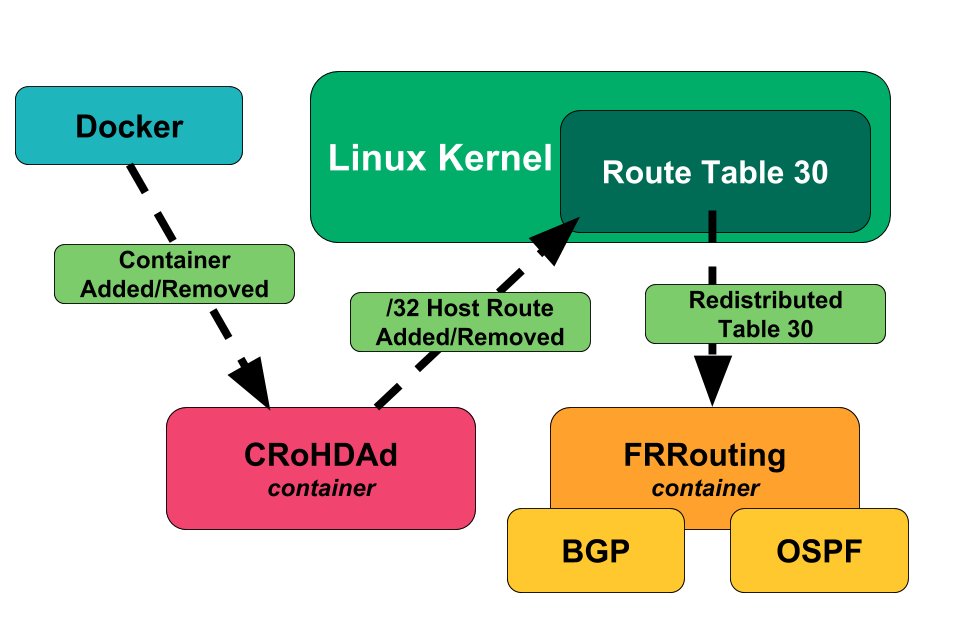 Docker
Linux Kernel
Route Table 30
Container
Added/Removed
/32 Host Route
Added/Removed
Redistributed
Table 30
CRoHDAd
container
FRRouting
container
BGP
OSPF